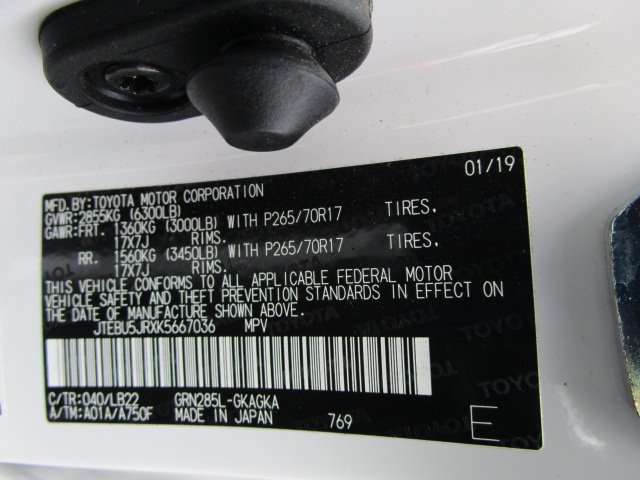 01/19
MFD.BY:TOYOTA MOTOR CORPORATION
GVWR:2855KG (6300LB)
GAWR:FRT. 1360KG (3000LB) WITH P265/70R17 TIRES,
17X7J RIMS.
RR. 1560KG (3450LB) WITH P265/70R17 TIRES,
17X7J RIMS.
THIS VEHICLE CONFORMS TO ALL APPLICABLE FEDERAL MOTOR
VEHICLE SAFETY AND THEFT PREVENTION STANDARDS IN EFFECT ON
THE DATE OF MANUFACTURE SHOWN ABOVE.
JTEBU5JRXK5667036 MPV
C/TR:040/LB22 GRN285L-GKAGKA
A/TM:A01A/A750F MADE IN JAPAN 769 E